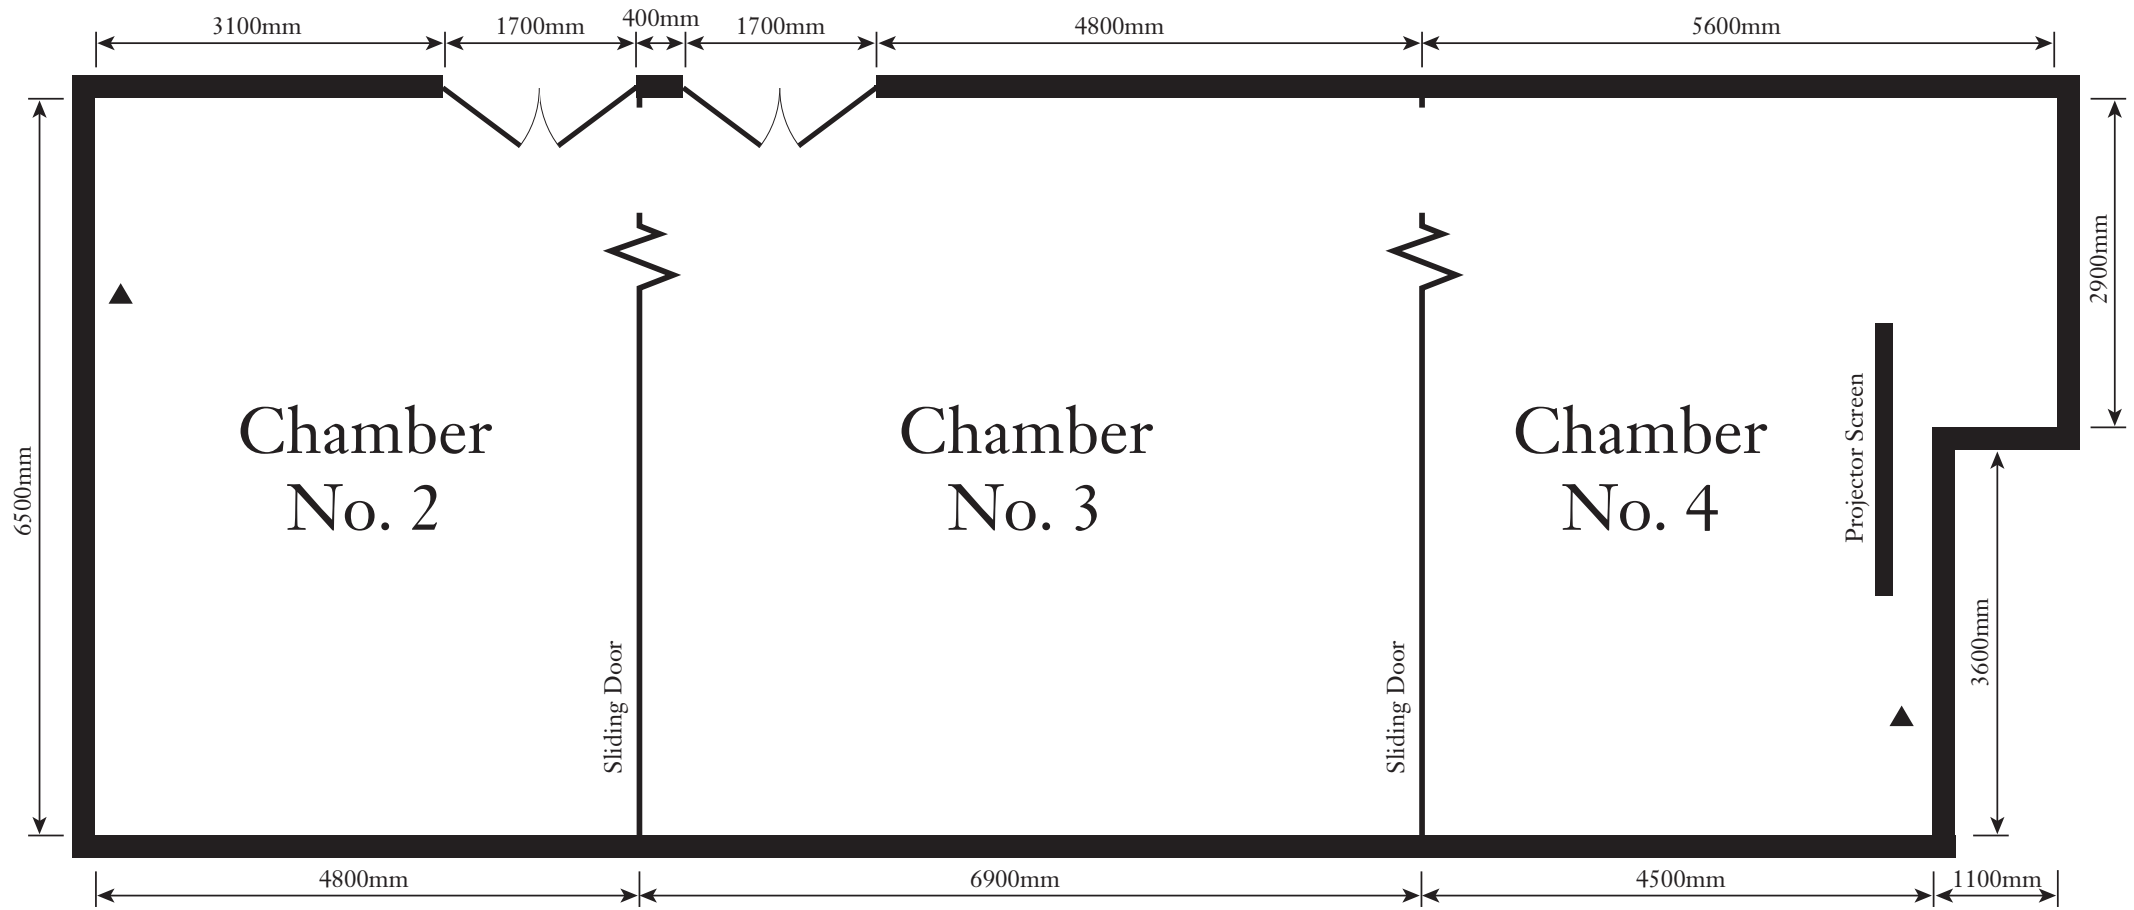 3100mm
1700mm
400mm
1700mm
4800mm
5600mm
6500mm
2900mm
Chamber
No. 2
Chamber
No. 3
Chamber
No. 4
Projector Screen
Sliding Door
Sliding Door
3600mm
4800mm
6900mm
4500mm
1100mm